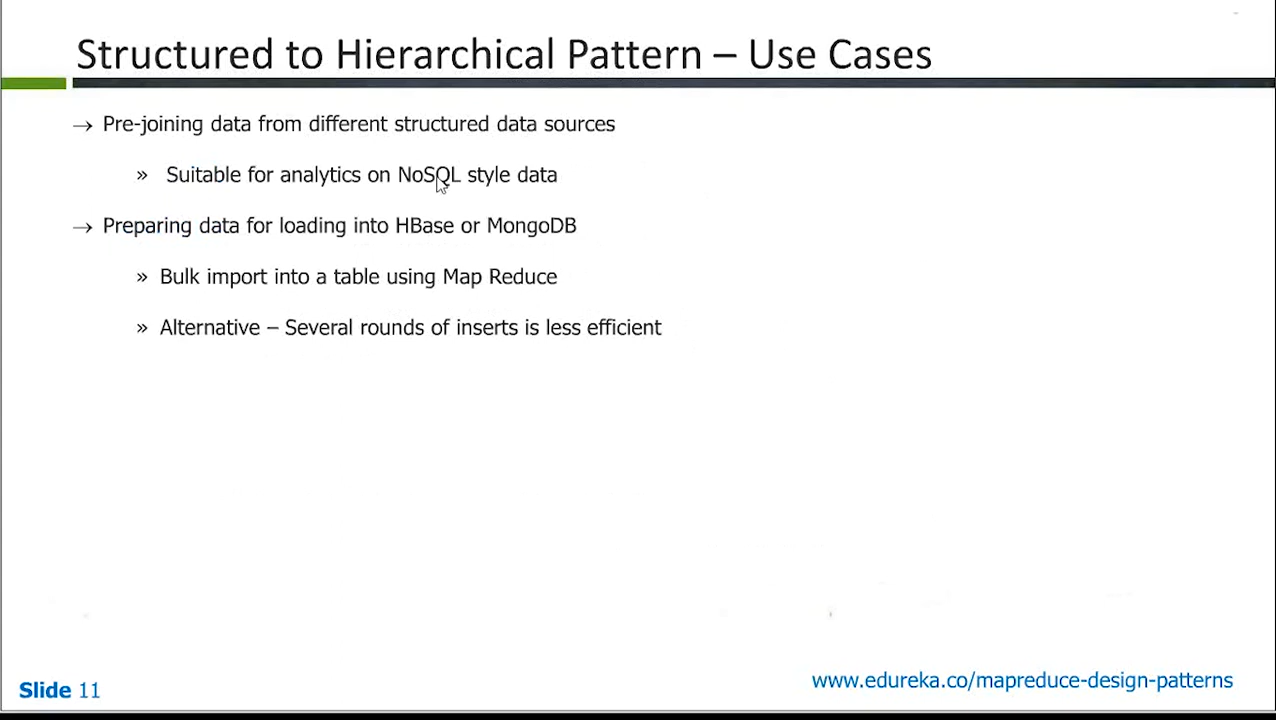 Structured to Hierarchical Pattern – Use Cases
→ Pre-joining data from different structured data sources
» Suitable for analytics on NoSQL style data
→ Preparing data for loading into HBase or MongoDB
» Bulk import into a table using Map Reduce
» Alternative – Several rounds of inserts is less efficient
Slide 11
www.edureka.co/mapreduce-design-patterns